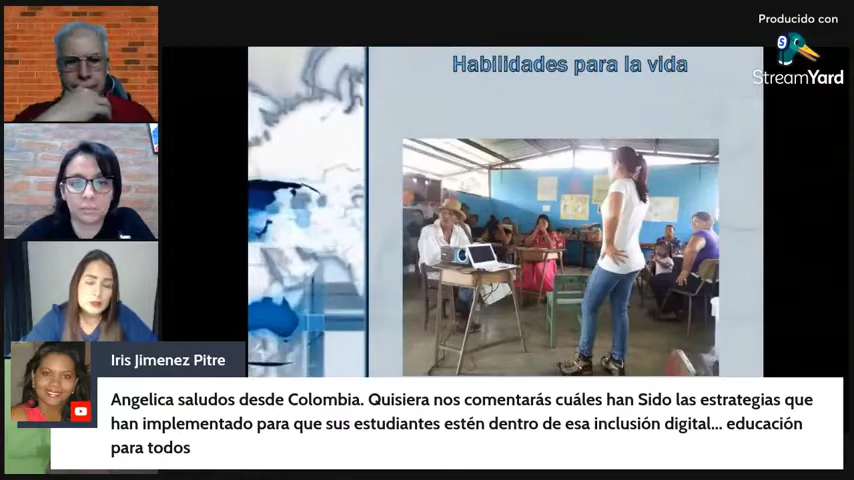 Producido con
StreamYard
Habilidades para la vida
Iris Jimenez Pitre
Angelica saludos desde Colombia. Quisiera nos comentarás cuáles han Sido las estrategias que
han implementado para que sus estudiantes estén dentro de esa inclusión digital... educación
para todos